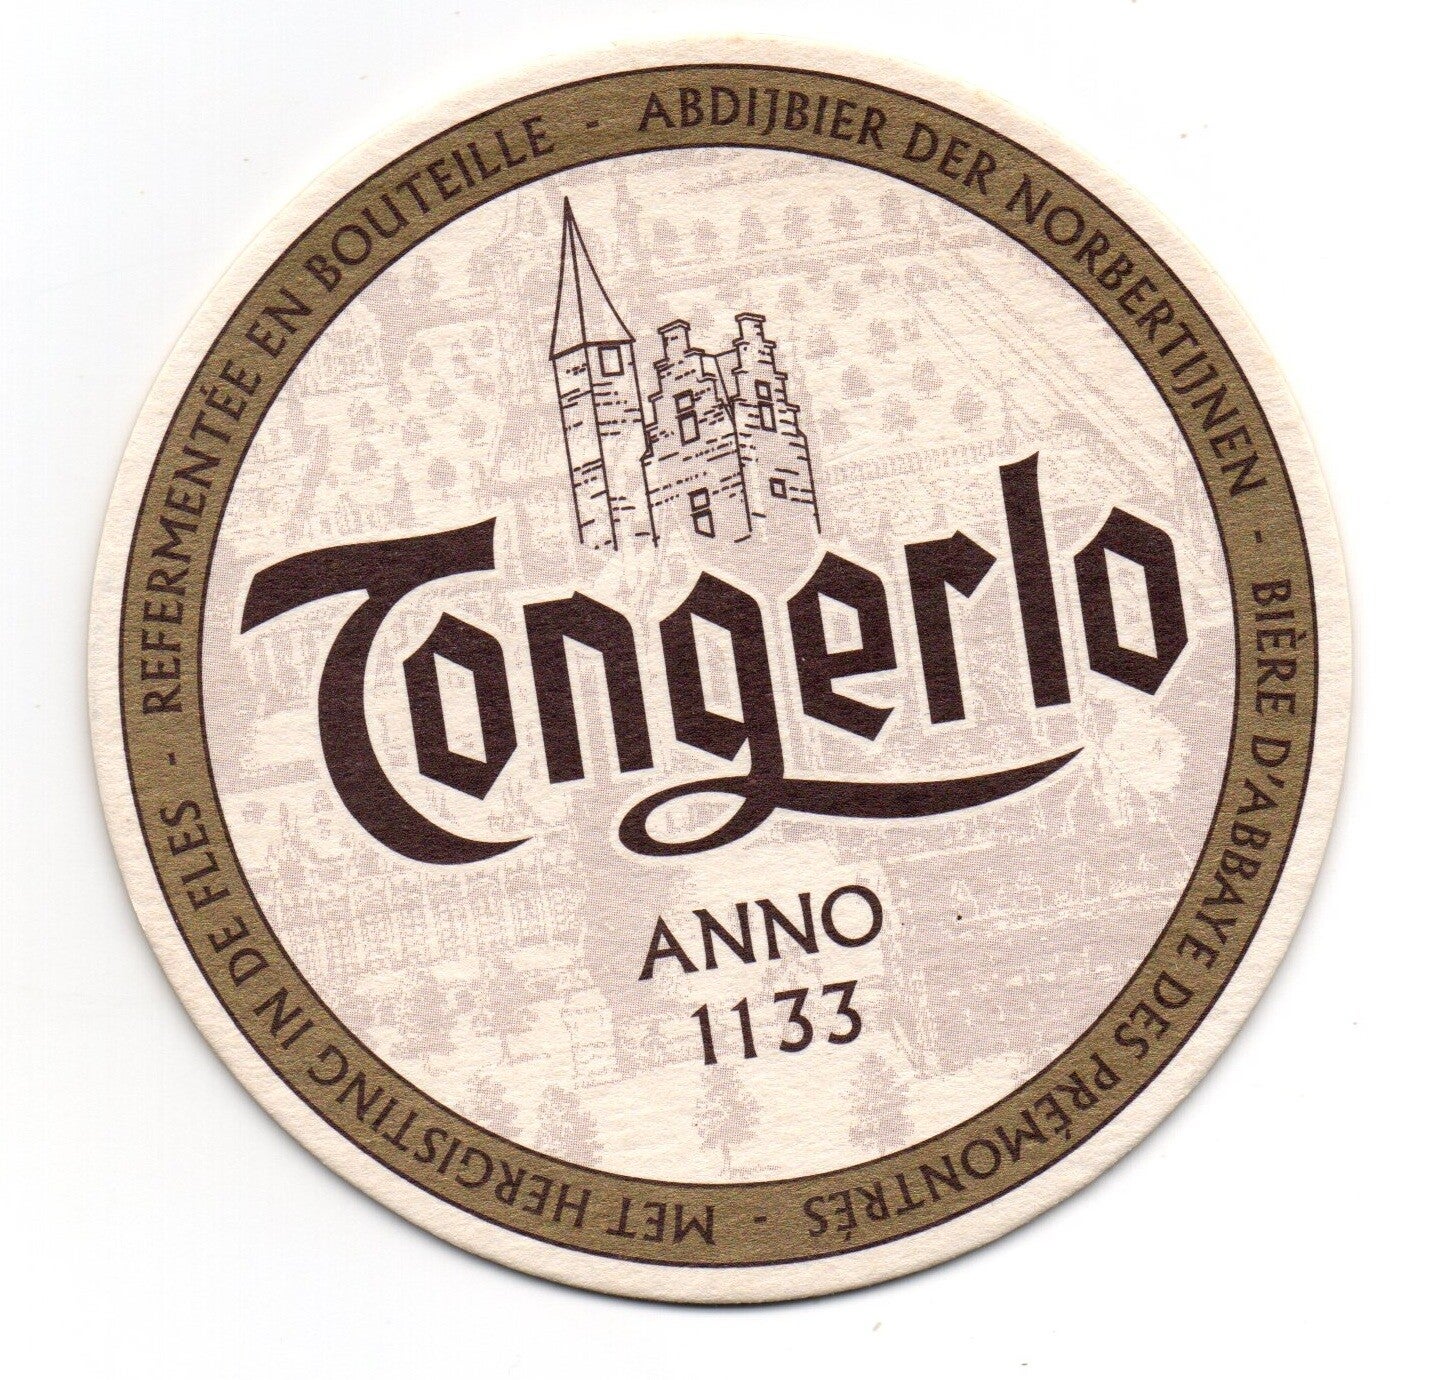 ABDIJBIER DER NORBERTIJNEN - BIÈRE D'ABBAYE DES PRÉMONTRÉS - MET HERGISTING IN DE FLES - REFERMENTÉE EN BOUTEILLE -
Tongerlo
ANNO
1133